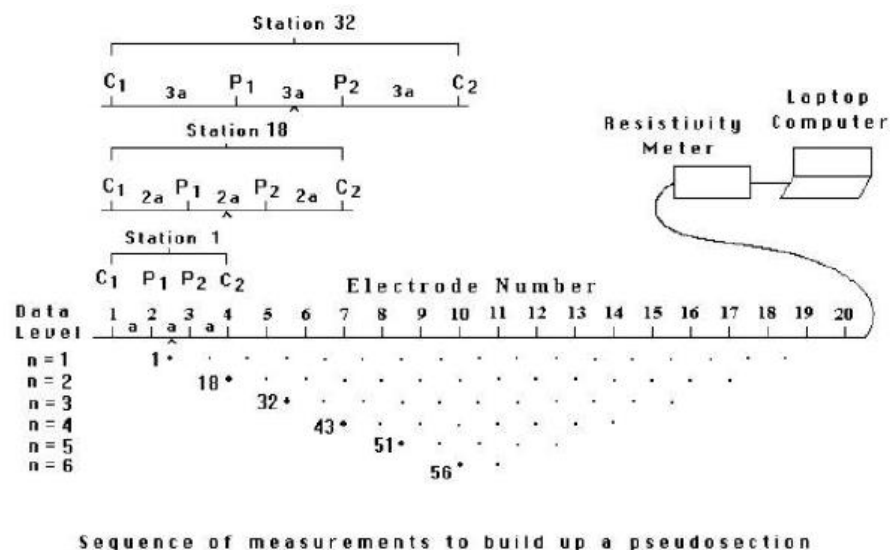 Station 32
C1 P1 P2 C2
3a 3a 3a
Station 18
C1 P1 P2 C2
2a 2a 2a
Station 1
C1 P1 P2 C2
Resistivity Meter
Laptop Computer
Electrode Number
Data Level
1 2 3 4 5 6 7 8 9 10 11 12 13 14 15 16 17 18 19 20
a a a
n = 1 1
n = 2 18
n = 3 32
n = 4 43
n = 5 51
n = 6 56
Sequence of measurements to build up a pseudosection